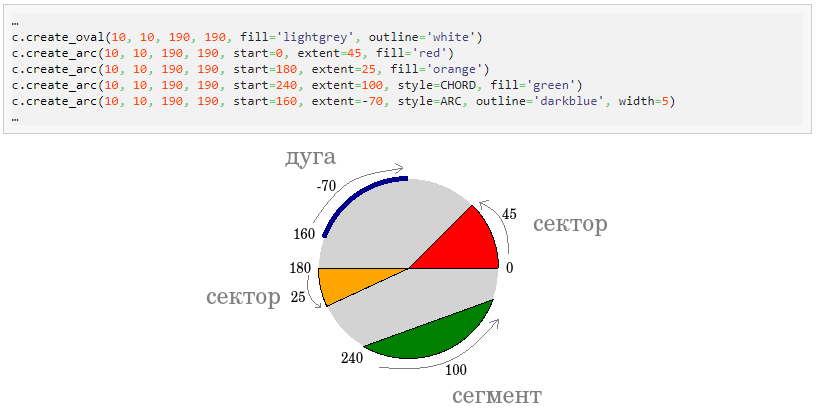 …
c.create_oval(10, 10, 190, 190, fill='lightgrey', outline='white')
c.create_arc(10, 10, 190, 190, start=0, extent=45, fill='red')
c.create_arc(10, 10, 190, 190, start=180, extent=25, fill='orange')
c.create_arc(10, 10, 190, 190, start=240, extent=100, style=CHORD, fill='green')
c.create_arc(10, 10, 190, 190, start=160, extent=-70, style=ARC, outline='darkblue', width=5)
…
дуга
-70
45
сектор
160
180
0
сектор
25
240
100
сегмент